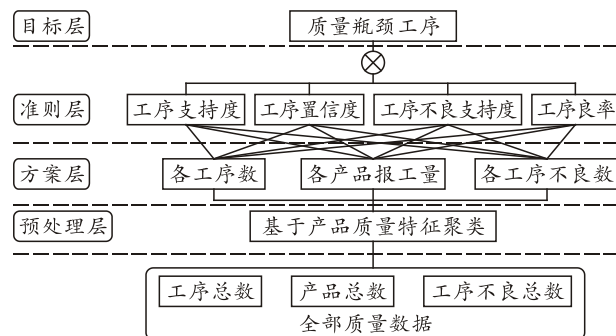 目标层 质量瓶颈工序
准则层 工序支持度 工序置信度 工序不良支持度 工序良率
方案层 各工序数 各产品报工量 各工序不良数
预处理层 基于产品质量特征聚类
工序总数 产品总数 工序不良总数
全部质量数据